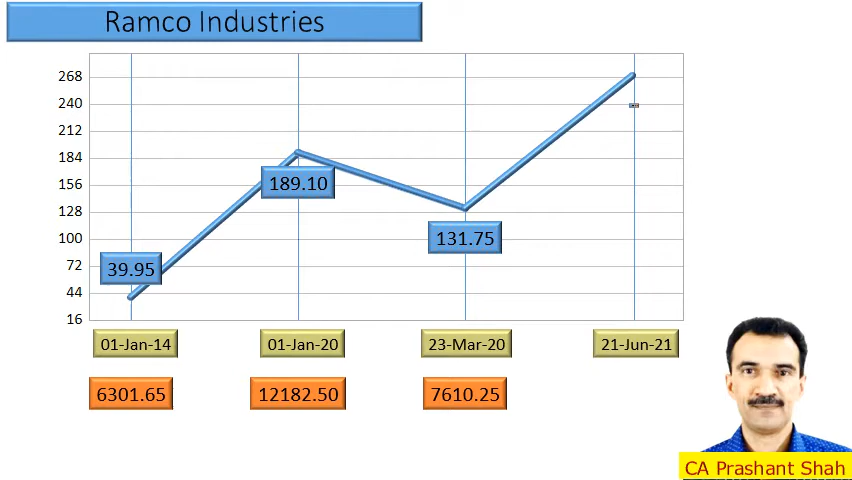 Ramco Industries
268
240
212
184
156
128
100
72
44
16
39.95
189.10
131.75
01-Jan-14
01-Jan-20
23-Mar-20
21-Jun-21
6301.65
12182.50
7610.25
CA Prashant Shah